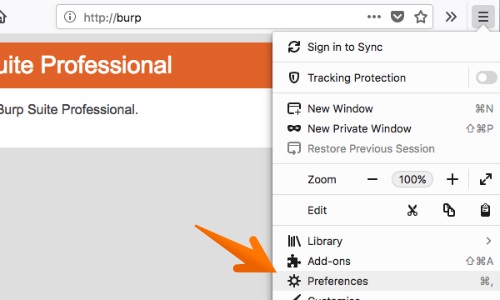 http://burp
uite Professional
Burp Suite Professional.
Sign in to Sync
Tracking Protection
New Window ⌘N
New Private Window ⇧⌘P
Restore Previous Session
Zoom − 100% +
Edit
Library >
Add-ons ⇧⌘A
Preferences ⌘,
Customise